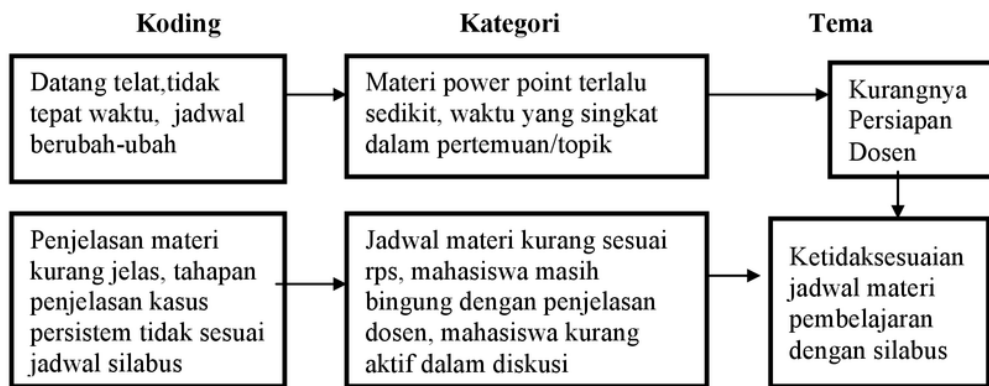 Koding
Kategori
Tema
Datang telat,tidak
tepat waktu, jadwal
berubah-ubah
Materi power point terlalu
sedikit, waktu yang singkat
dalam pertemuan/topik
Kurangnya
Persiapan
Dosen
Penjelasan materi
kurang jelas, tahapan
penjelasan kasus
persistem tidak sesuai
jadwal silabus
Jadwal materi kurang sesuai
rps, mahasiswa masih
bingung dengan penjelasan
dosen, mahasiswa kurang
aktif dalam diskusi
Ketidaksesuaian
jadwal materi
pembelajaran
dengan silabus